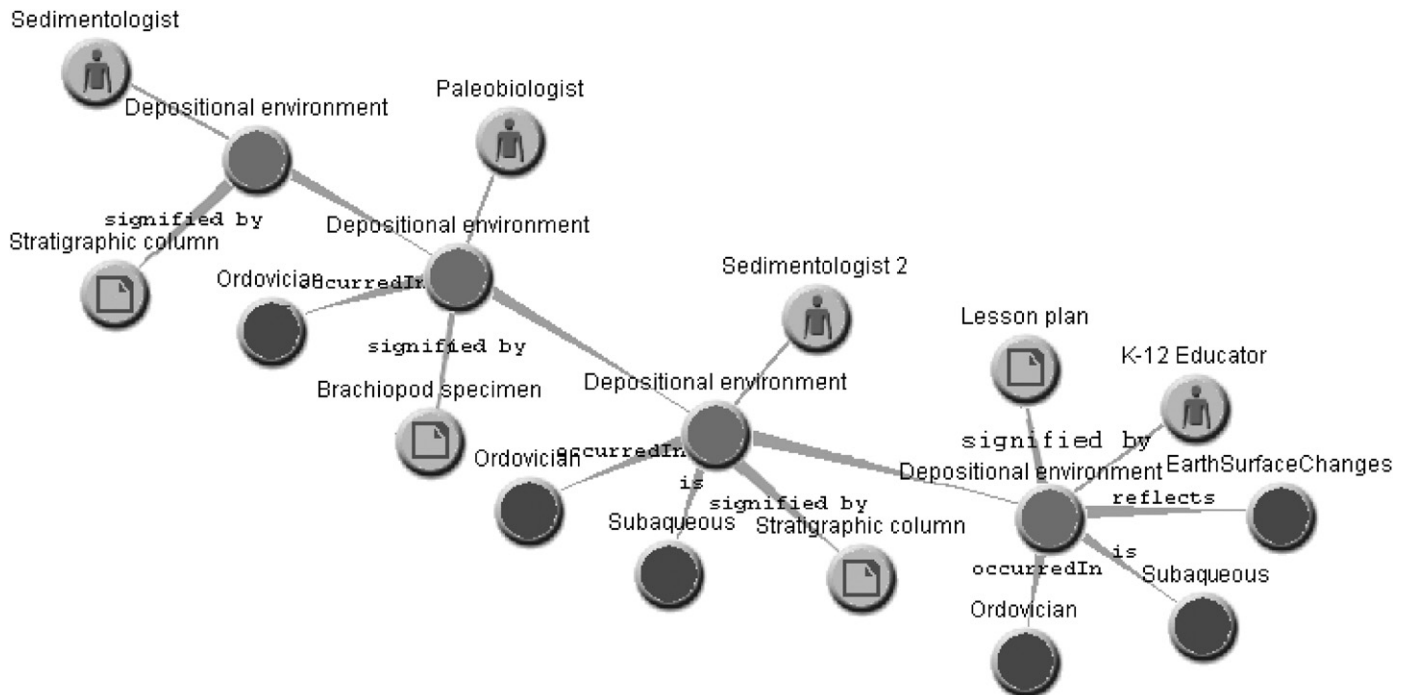 Sedimentologist
Depositional environment
Paleobiologist
signified by
Stratigraphic column
Depositional environment
Ordovician
occurredIn
signified by
Brachiopod specimen
Sedimentologist 2
Depositional environment
Ordovician
occurredIn
is
Subaqueous
signified by
Stratigraphic column
Lesson plan
K-12 Educator
signified by
Depositional environment
EarthSurfaceChanges
reflects
is
occurredIn
Subaqueous
Ordovician